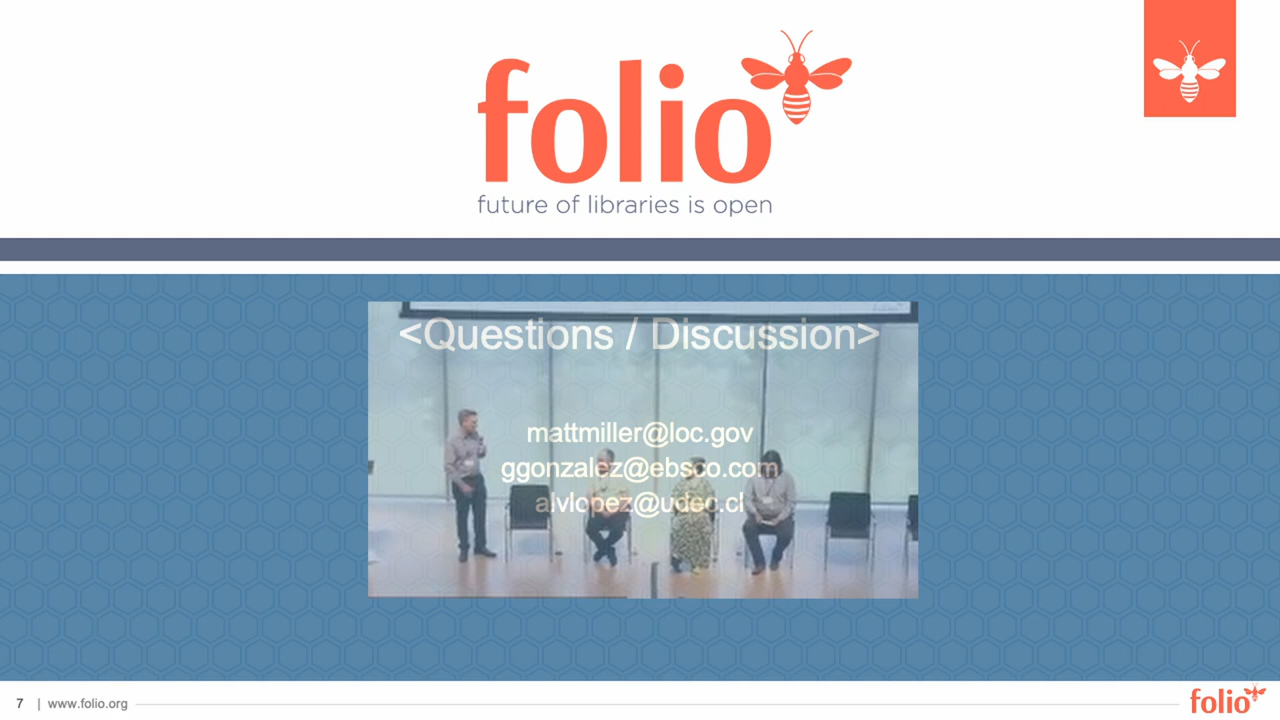 folio
future of libraries is open
<Questions / Discussion>
mattmiller@loc.gov
ggonzalez@ebsco.com
alvlopez@udec.cl
7 | www.folio.org
folio